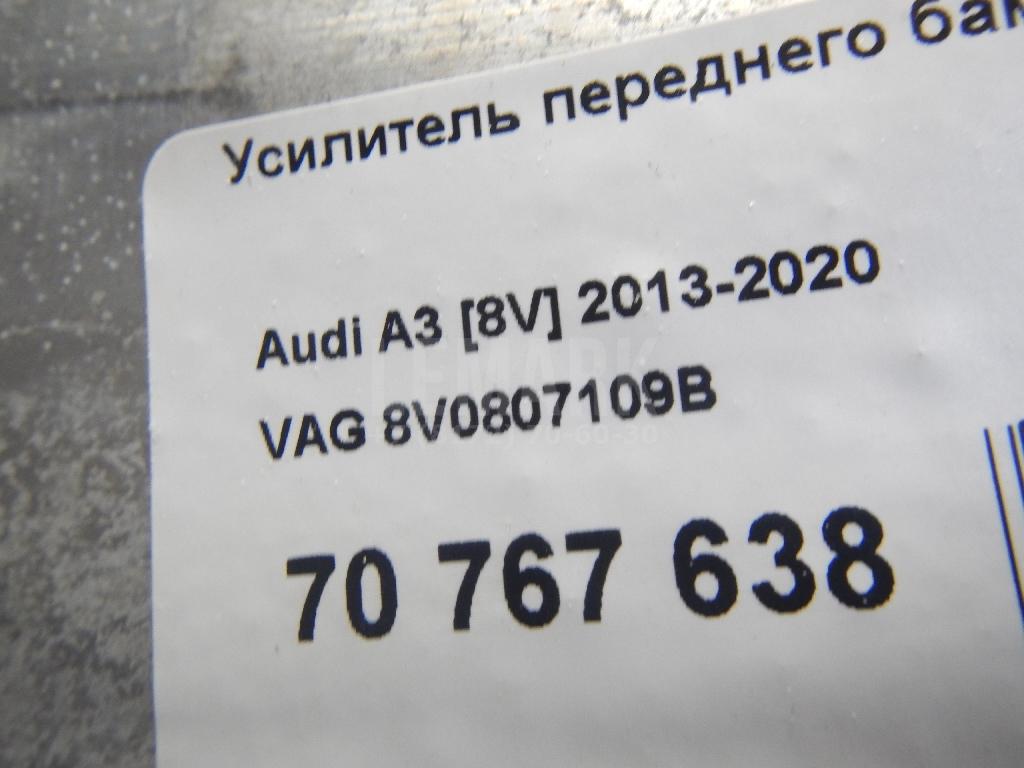 Усилитель переднего бам
Audi A3 [8V] 2013-2020
VAG 8V0807109B
70 767 638